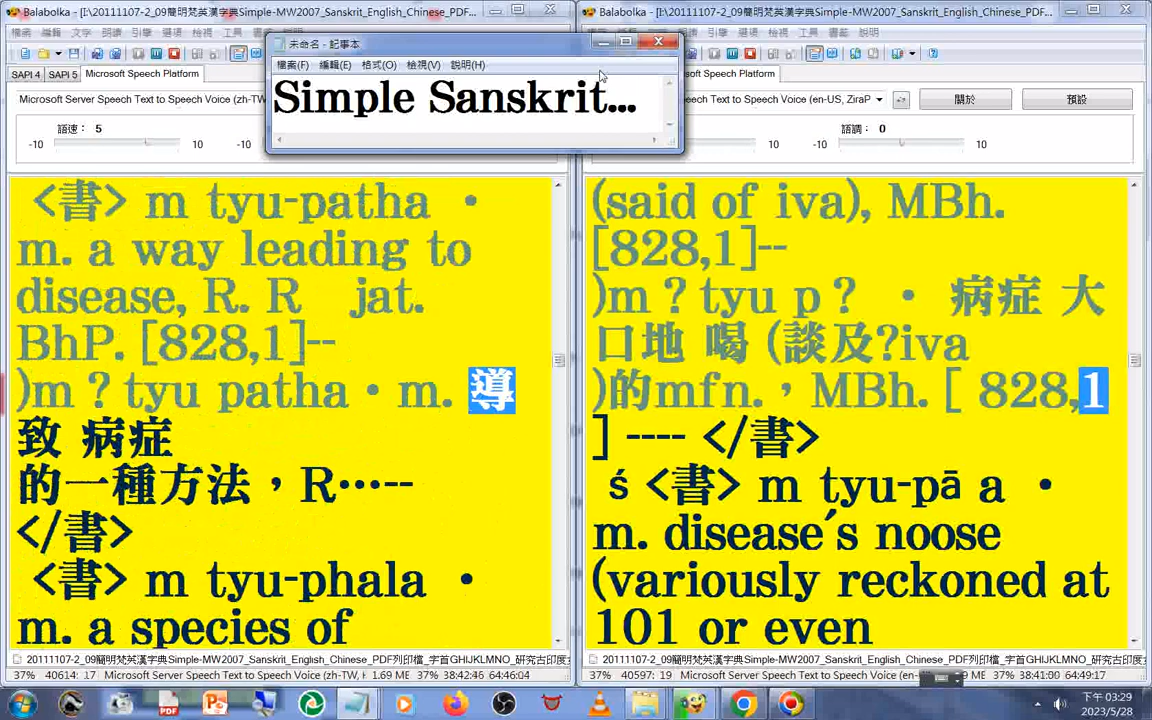 Balabolka - [I:\20111107-2_09簡明梵英漢字典Simple-MW2007_Sanskrit_English_Chinese_PDF...
Balabolka - [I:\20111107-2_09簡明梵英漢字典Simple-MW2007_Sanskrit_English_Chinese_PDF...
未命名 - 記事本
檔案(F) 編輯(E) 格式(O) 檢視(V) 說明(H)
Simple Sanskrit...
SAPI 4 SAPI 5 Microsoft Speech Platform
Microsoft Server Speech Text to Speech Voice (zh-TW,
語速： 5
-10 10 -10
Speech Platform
ech Text to Speech Voice (en-US, ZiraP
關於 預設
語調： 0
10 -10 10
<書> m tyu-patha •
m. a way leading to
disease, R. R jat.
BhP. [828,1]--
)m ? tyu patha • m. 導
致 病症
的一種方法，R…--
</書>
<書> m tyu-phala •
m. a species of
(said of iva), MBh.
[828,1]--
)m ? tyu p ? • 病症 大
口地 喝 (談及?iva
)的mfn.，MBh. [ 828,1
] ---- </書>
ś <書> m tyu-pā a •
m. disease's noose
(variously reckoned at
101 or even
20111107-2_09簡明梵英漢字典Simple-MW2007_Sanskrit_English_Chinese_PDF列印檔_字首GHIJKLMNO_研究古印度
37% 40614: 17 Microsoft Server Speech Text to Speech Voice (zh-TW, 1.69 MB 38:42:46 64:46:04
20111107-2_09簡明梵英漢字典Simple-MW2007_Sanskrit_English_Chinese_PDF列印檔_字首GHIJKLMNO_研究古印度
37% 40597: 19 Microsoft Server Speech 37% 38:41:00 64:49:17
下午 03:29
2023/5/28